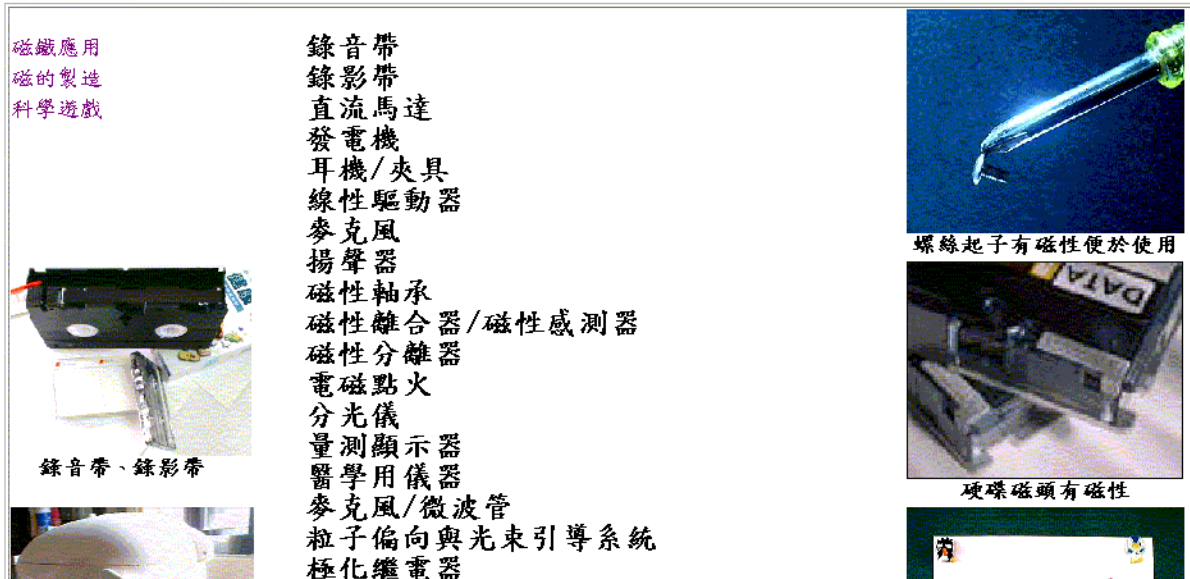 磁鐵應用
磁的製造
科學遊戲
錄音帶
錄影帶
直流馬達
發電機
耳機/夾具
線性驅動器
麥克風
揚聲器
磁性軸承
磁性離合器/磁性感測器
磁性分離器
電磁點火
分光儀
量測顯示器
醫學用儀器
麥克風/微波管
粒子偏向與光束引導系統
極化繼電器
錄音帶、錄影帶
螺絲起子有磁性便於使用
DATA
硬碟磁頭有磁性